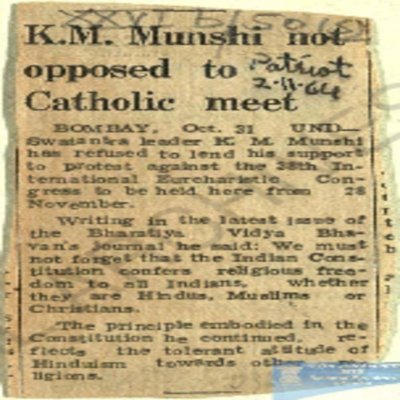 XXVI E/50(2)
K.M. Munshi not
opposed to
Catholic meet
Patriot
2-11-64
BOMBAY, Oct. 31 UNI—
Swatantra leader K. M. Munshi
has refused to lend his support
to protest against the 38th In-
ternational Eurcharistic Con-
gress to be held here from 28
November.
Writing in the latest issue of
the Bharatiya Vidya Bha-
van's journal he said: We must
not forget that the Indian Cons-
titution confers religious free-
dom to all Indians, whether
they are Hindus, Muslims or
Christians.
The principle embodied in the
Constitution he continued, re-
flects the tolerant attitude of
Hinduism towards other re-
ligions.